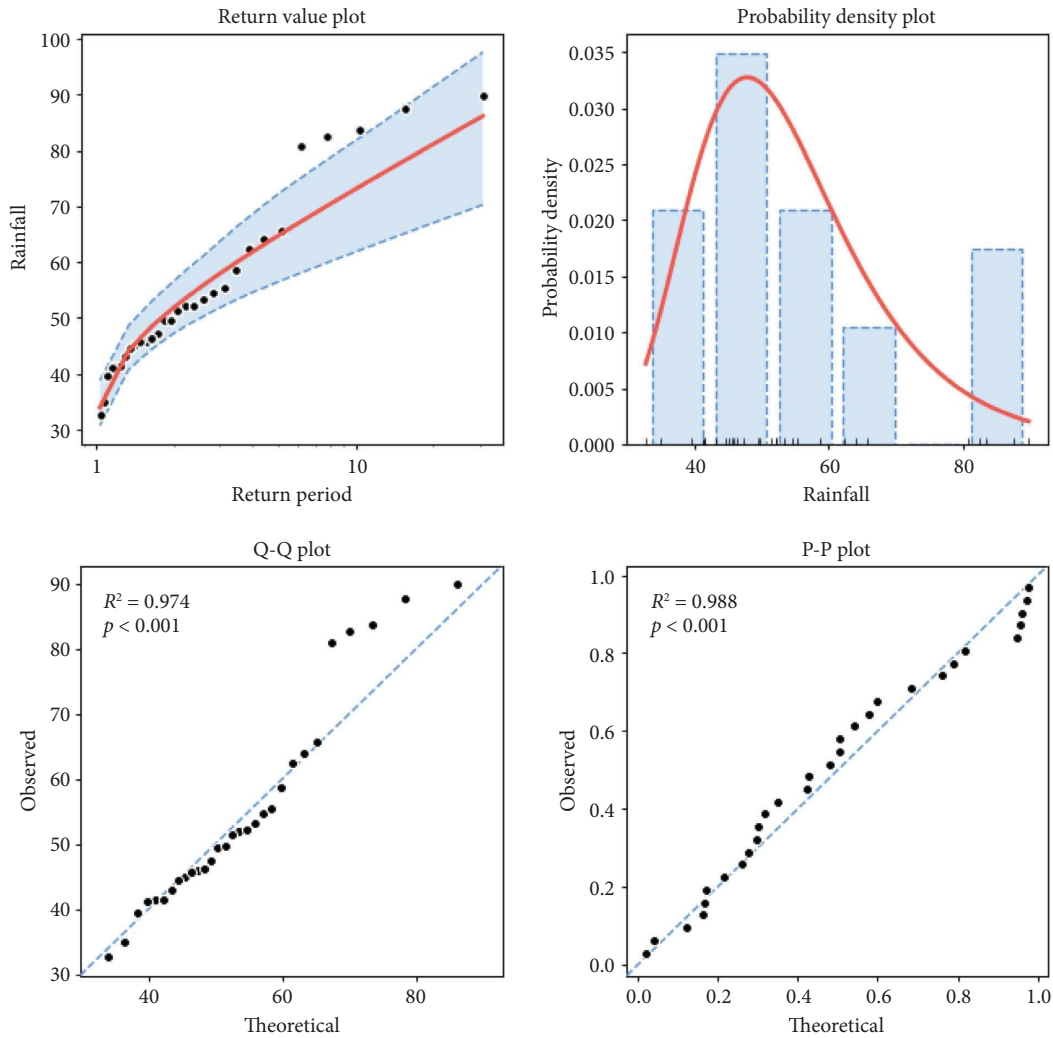 Return value plot
100
90
80
70
60
50
40
30
Rainfall
1
10
Return period
Probability density plot
0.035
0.030
0.025
0.020
0.015
0.010
0.005
0.000
Probability density
40
60
80
Rainfall
Q-Q plot
R² = 0.974
p < 0.001
90
80
70
60
50
40
30
Observed
40
60
80
Theoretical
P-P plot
R² = 0.988
p < 0.001
1.0
0.8
0.6
0.4
0.2
0.0
Observed
0.0
0.2
0.4
0.6
0.8
1.0
Theoretical